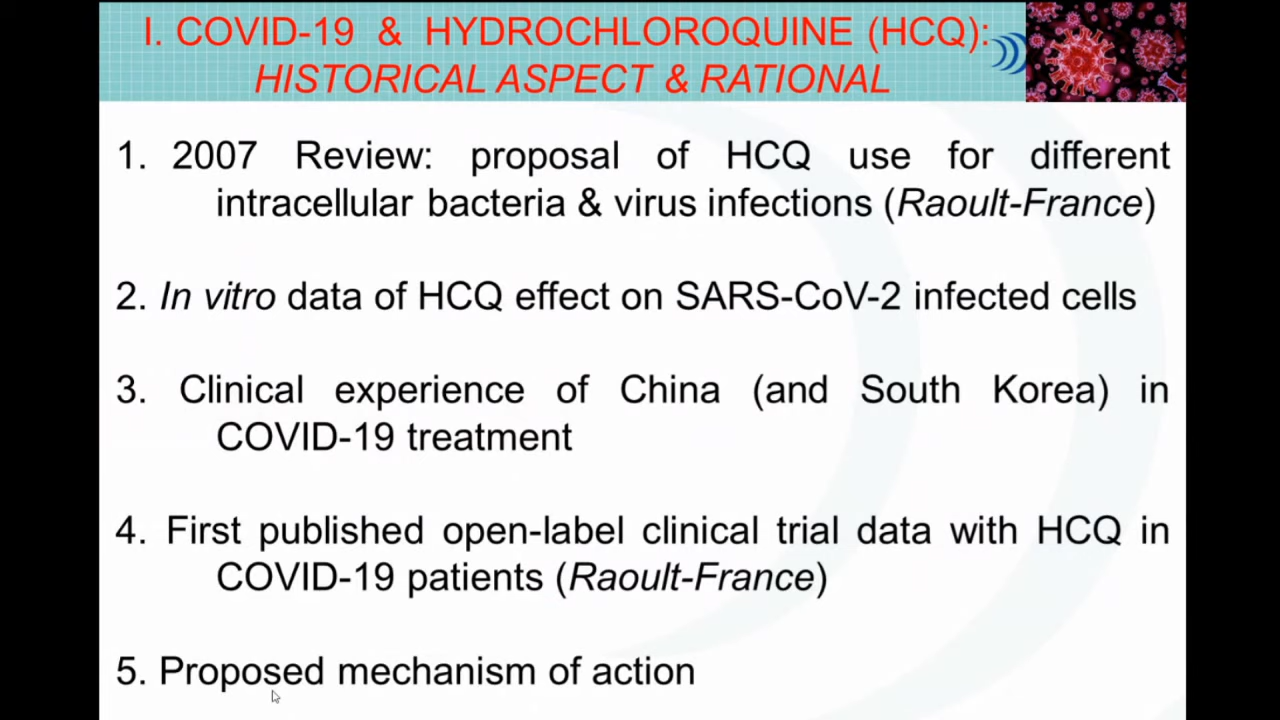 I. COVID-19 & HYDROCHLOROQUINE (HCQ):
HISTORICAL ASPECT & RATIONAL
1. 2007 Review: proposal of HCQ use for different
intracellular bacteria & virus infections (Raoult-France)
2. In vitro data of HCQ effect on SARS-CoV-2 infected cells
3. Clinical experience of China (and South Korea) in
COVID-19 treatment
4. First published open-label clinical trial data with HCQ in
COVID-19 patients (Raoult-France)
5. Proposed mechanism of action